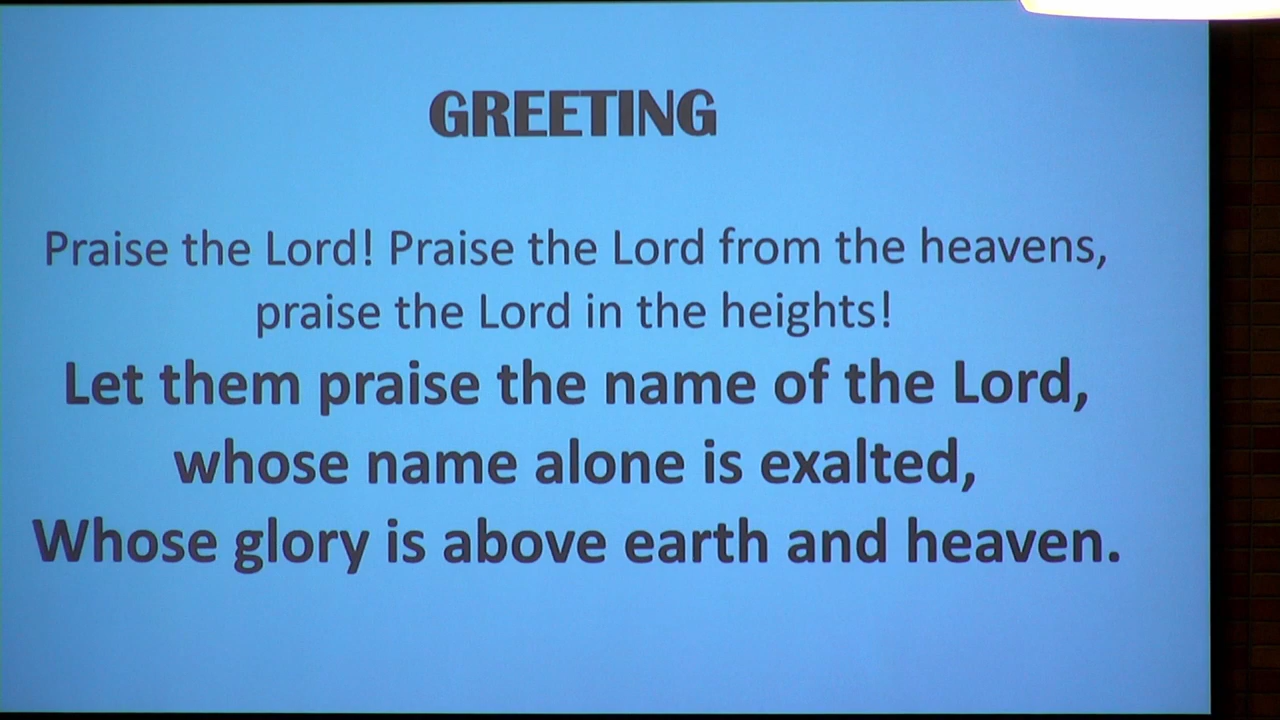 GREETING
Praise the Lord! Praise the Lord from the heavens,
praise the Lord in the heights!
Let them praise the name of the Lord,
whose name alone is exalted,
Whose glory is above earth and heaven.